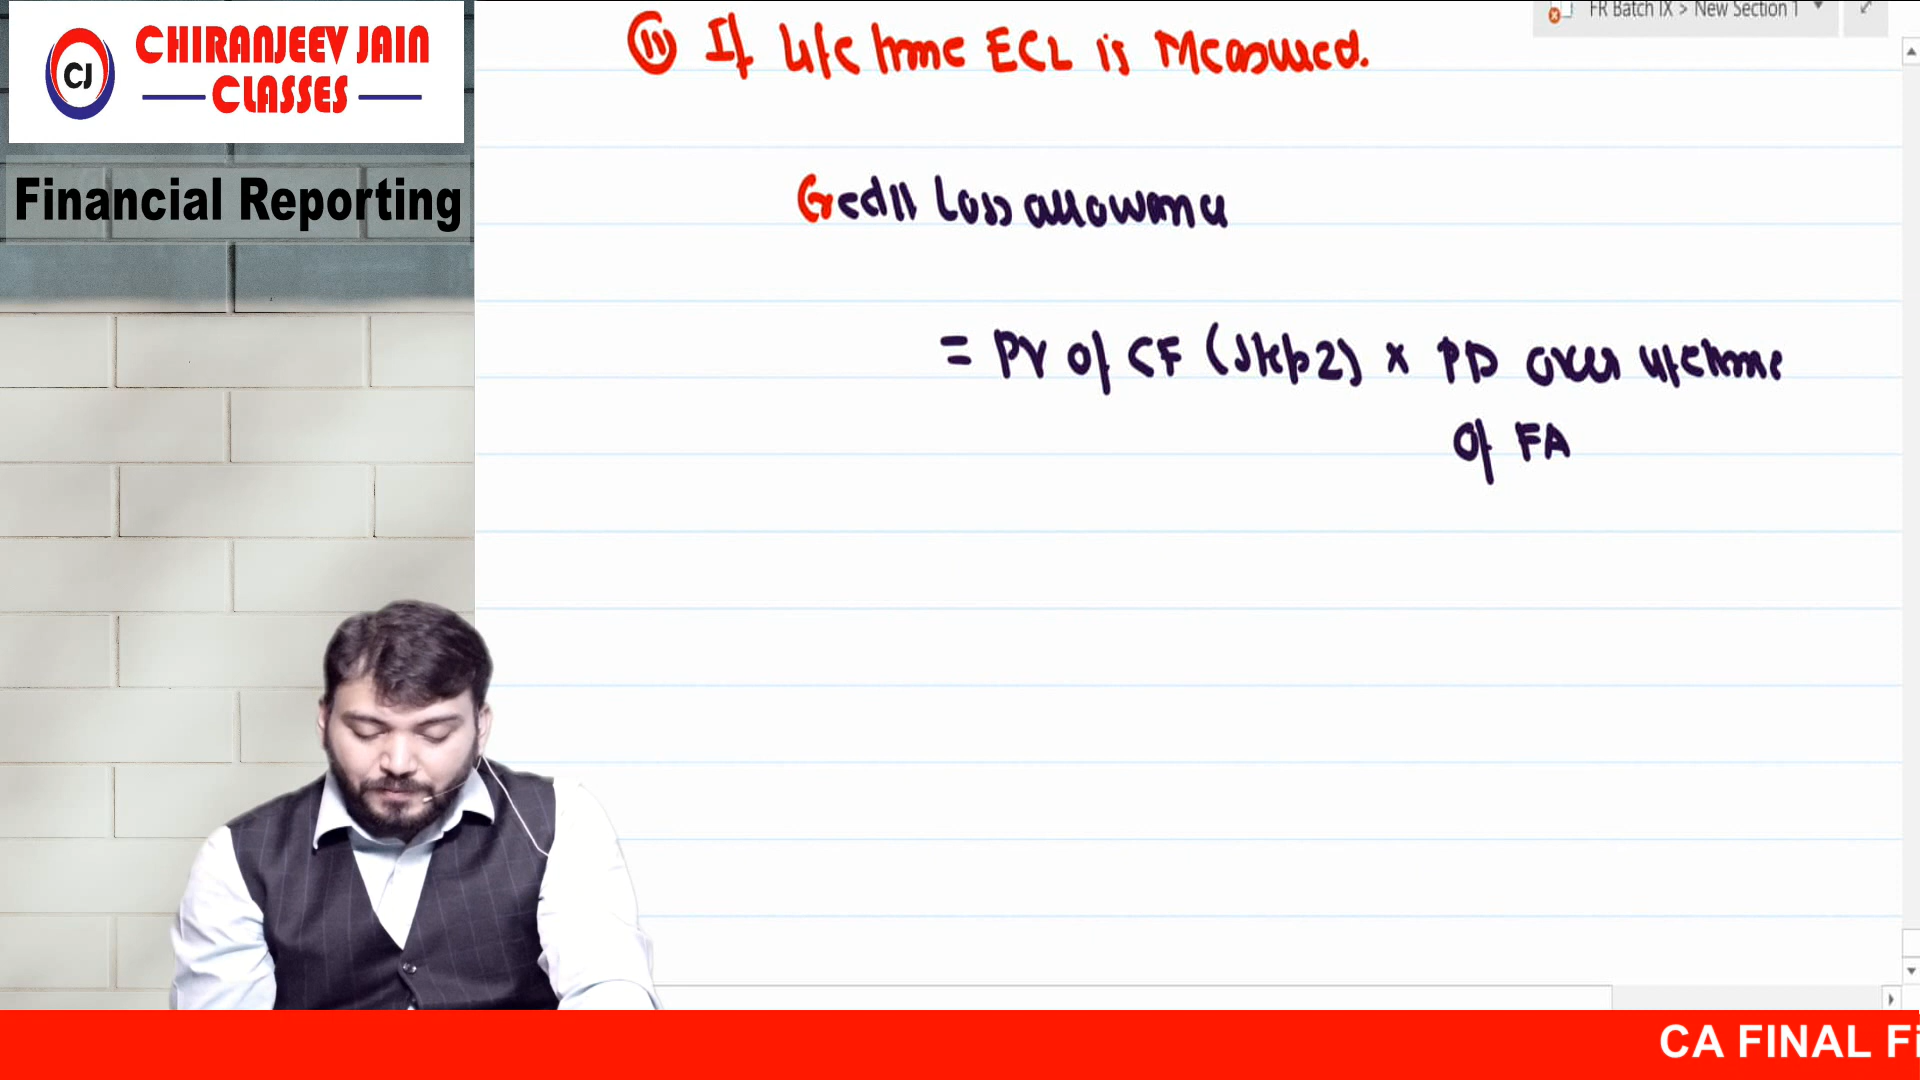 CHIRANJEEV JAIN
CLASSES
CJ
Financial Reporting
FR Batch IX > New Section 1
(ii) If life time ECL is Measured.
Credit Loss allowance
= PV of CF (Step 2) x PD over lifetime
of FA
CA FINAL Fi